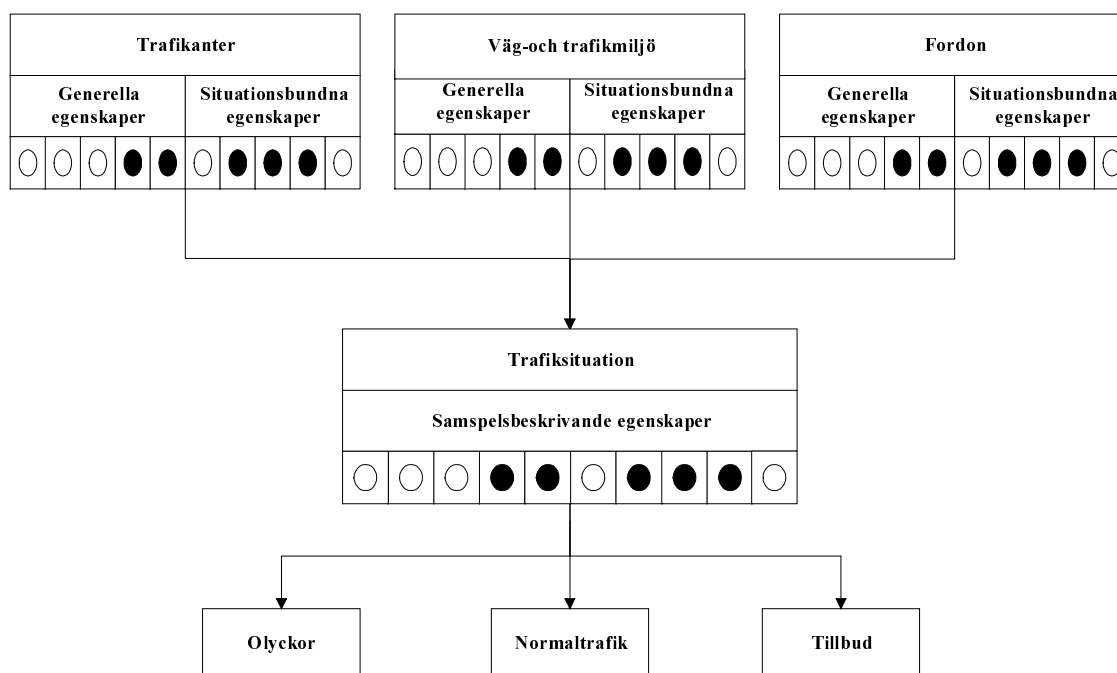 Trafikanter
Generella
egenskaper
Situationsbundna
egenskaper
Väg-och trafikmiljö
Generella
egenskaper
Situationsbundna
egenskaper
Fordon
Generella
egenskaper
Situationsbundna
egenskaper
Trafiksituation
Samspelsbeskrivande egenskaper
Olyckor
Normaltrafik
Tillbud